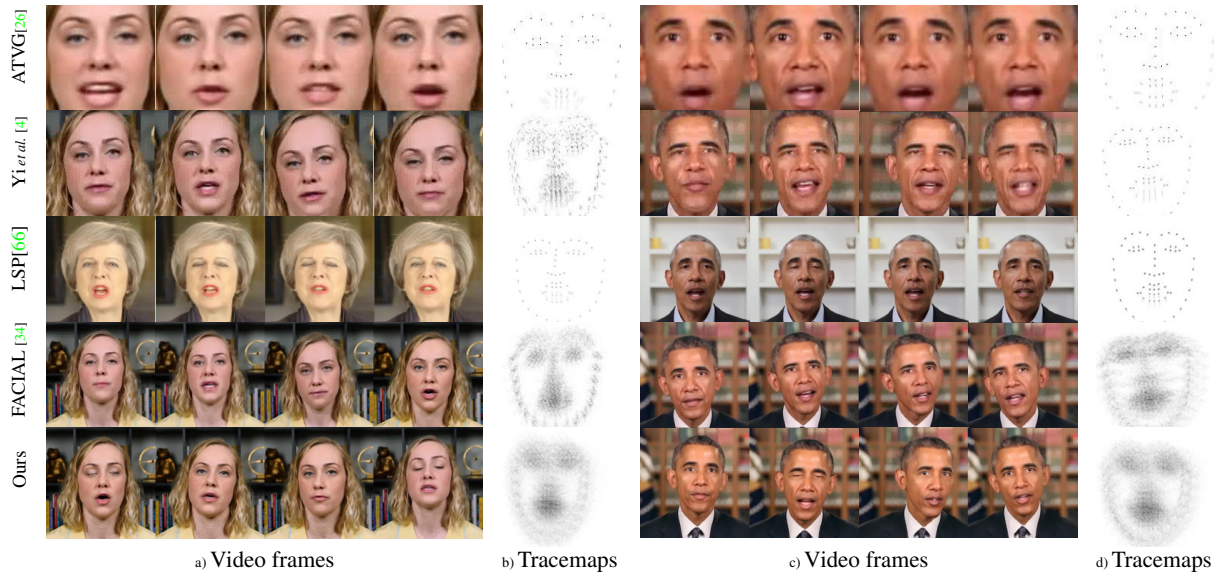 ATVG[26]
Yi et al. [4]
LSP[66]
FACIAL [34]
Ours
a) Video frames
b) Tracemaps
c) Video frames
d) Tracemaps